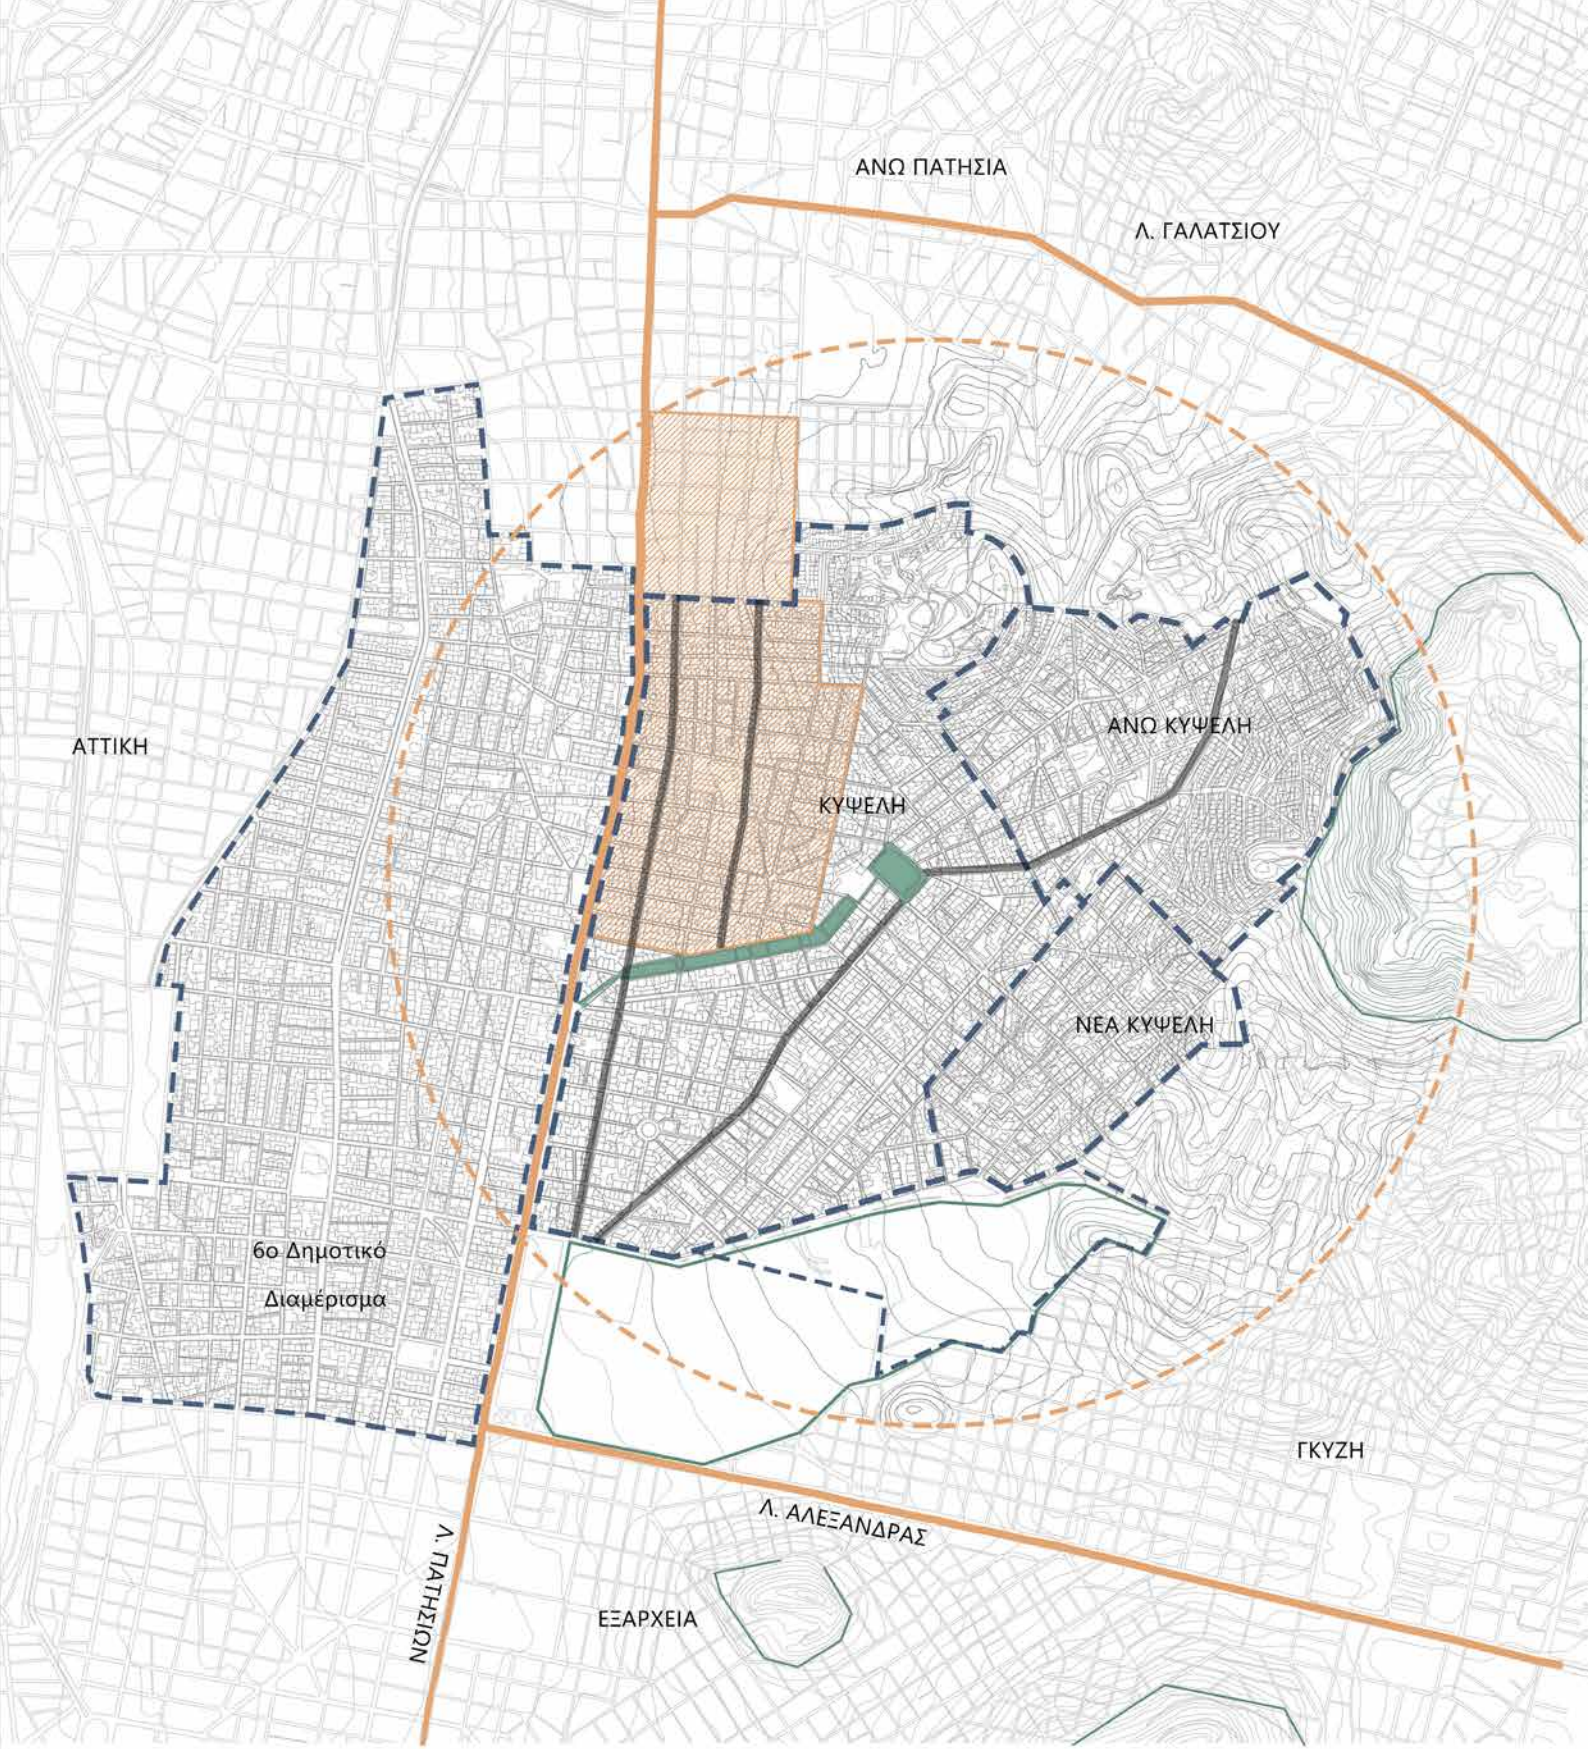 ΑΝΩ ΠΑΤΗΣΙΑ
Λ. ΓΑΛΑΤΣΙΟΥ
ΑΝΩ ΚΥΨΕΛΗ
ΑΤΤΙΚΗ
ΚΥΨΕΛΗ
ΝΕΑ ΚΥΨΕΛΗ
6ο Δημοτικό
Διαμέρισμα
ΓΚΥΖΗ
Λ. ΑΛΕΞΑΝΔΡΑΣ
Λ. ΠΑΤΗΣΙΩΝ
ΕΞΑΡΧΕΙΑ